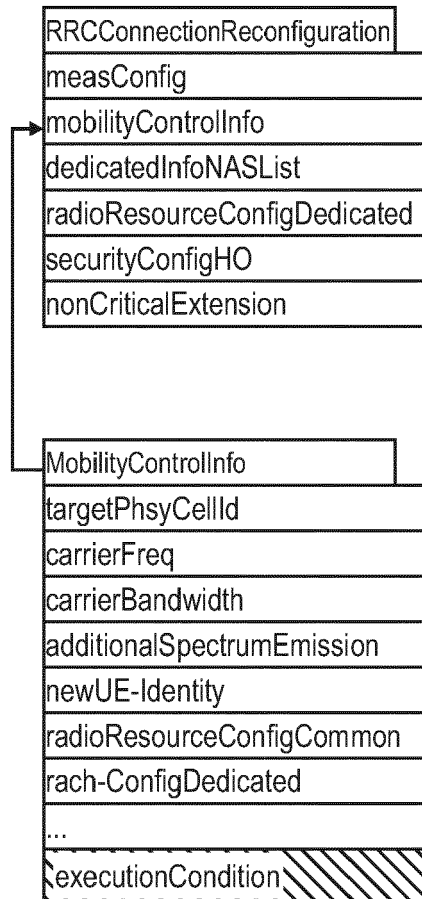 RRCConnectionReconfiguration
measConfig
mobilityControlInfo
dedicatedInfoNASList
radioResourceConfigDedicated
securityConfigHO
nonCriticalExtension
MobilityControlInfo
targetPhsyCellId
carrierFreq
carrierBandwidth
additionalSpectrumEmission
newUE-Identity
radioResourceConfigCommon
rach-ConfigDedicated
...
executionCondition